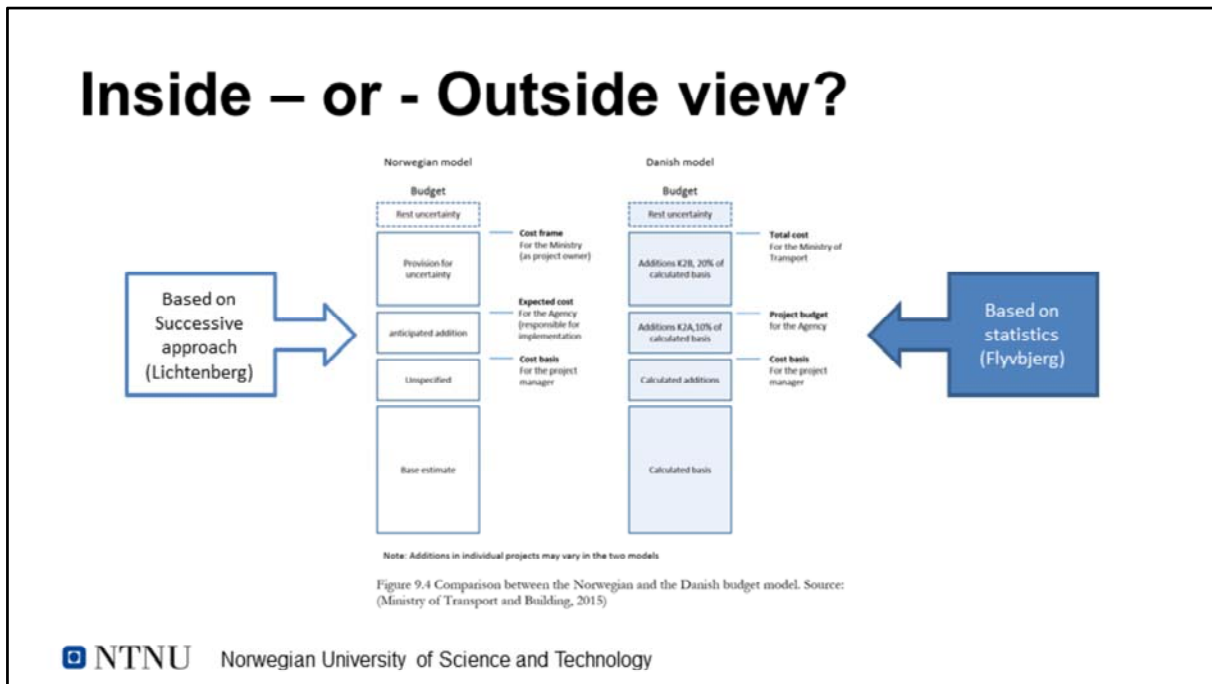 Inside – or - Outside view?
Norwegian model
Budget
Rest uncertainty
Cost frame
For the Ministry
(as project owner)
Provision for
uncertainty
Expected cost
For the Agency
(responsible for
implementation
anticipated addition
Cost basis
For the project
manager
Unspecified
Base estimate
Danish model
Budget
Rest uncertainty
Total cost
For the Ministry of
Transport
Additions K2B, 20% of
calculated basis
Project budget
for the Agency
Additions K2A,10% of
calculated basis
Cost basis
For the project
manager
Calculated additions
Calculated basis
Based on
Successive
approach
(Lichtenberg)
Based on
statistics
(Flyvbjerg)
Note: Additions in individual projects may vary in the two models
Figure 9.4 Comparison between the Norwegian and the Danish budget model. Source:
(Ministry of Transport and Building, 2015)
NTNU Norwegian University of Science and Technology